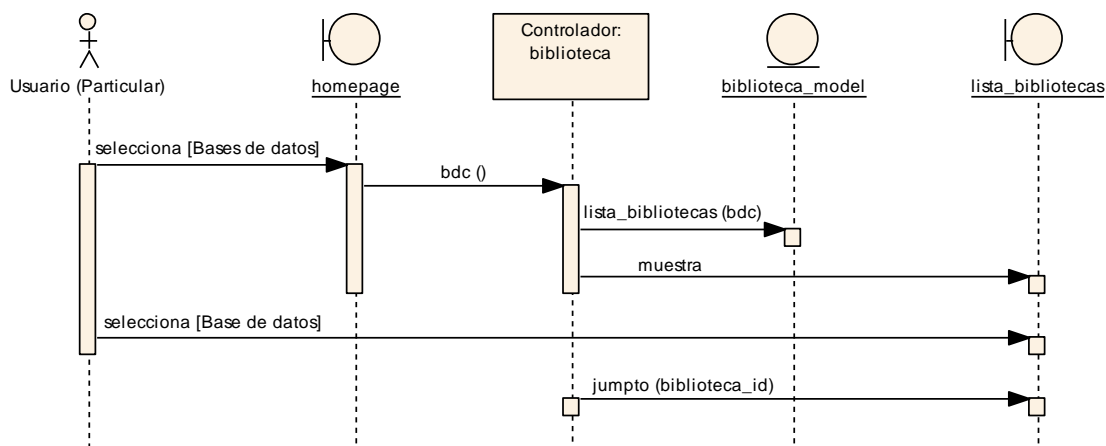 Controlador:
biblioteca
Usuario (Particular)
homepage
biblioteca_model
lista_bibliotecas
selecciona [Bases de datos]
bdc ()
lista_bibliotecas (bdc)
muestra
selecciona [Base de datos]
jumpto (biblioteca_id)